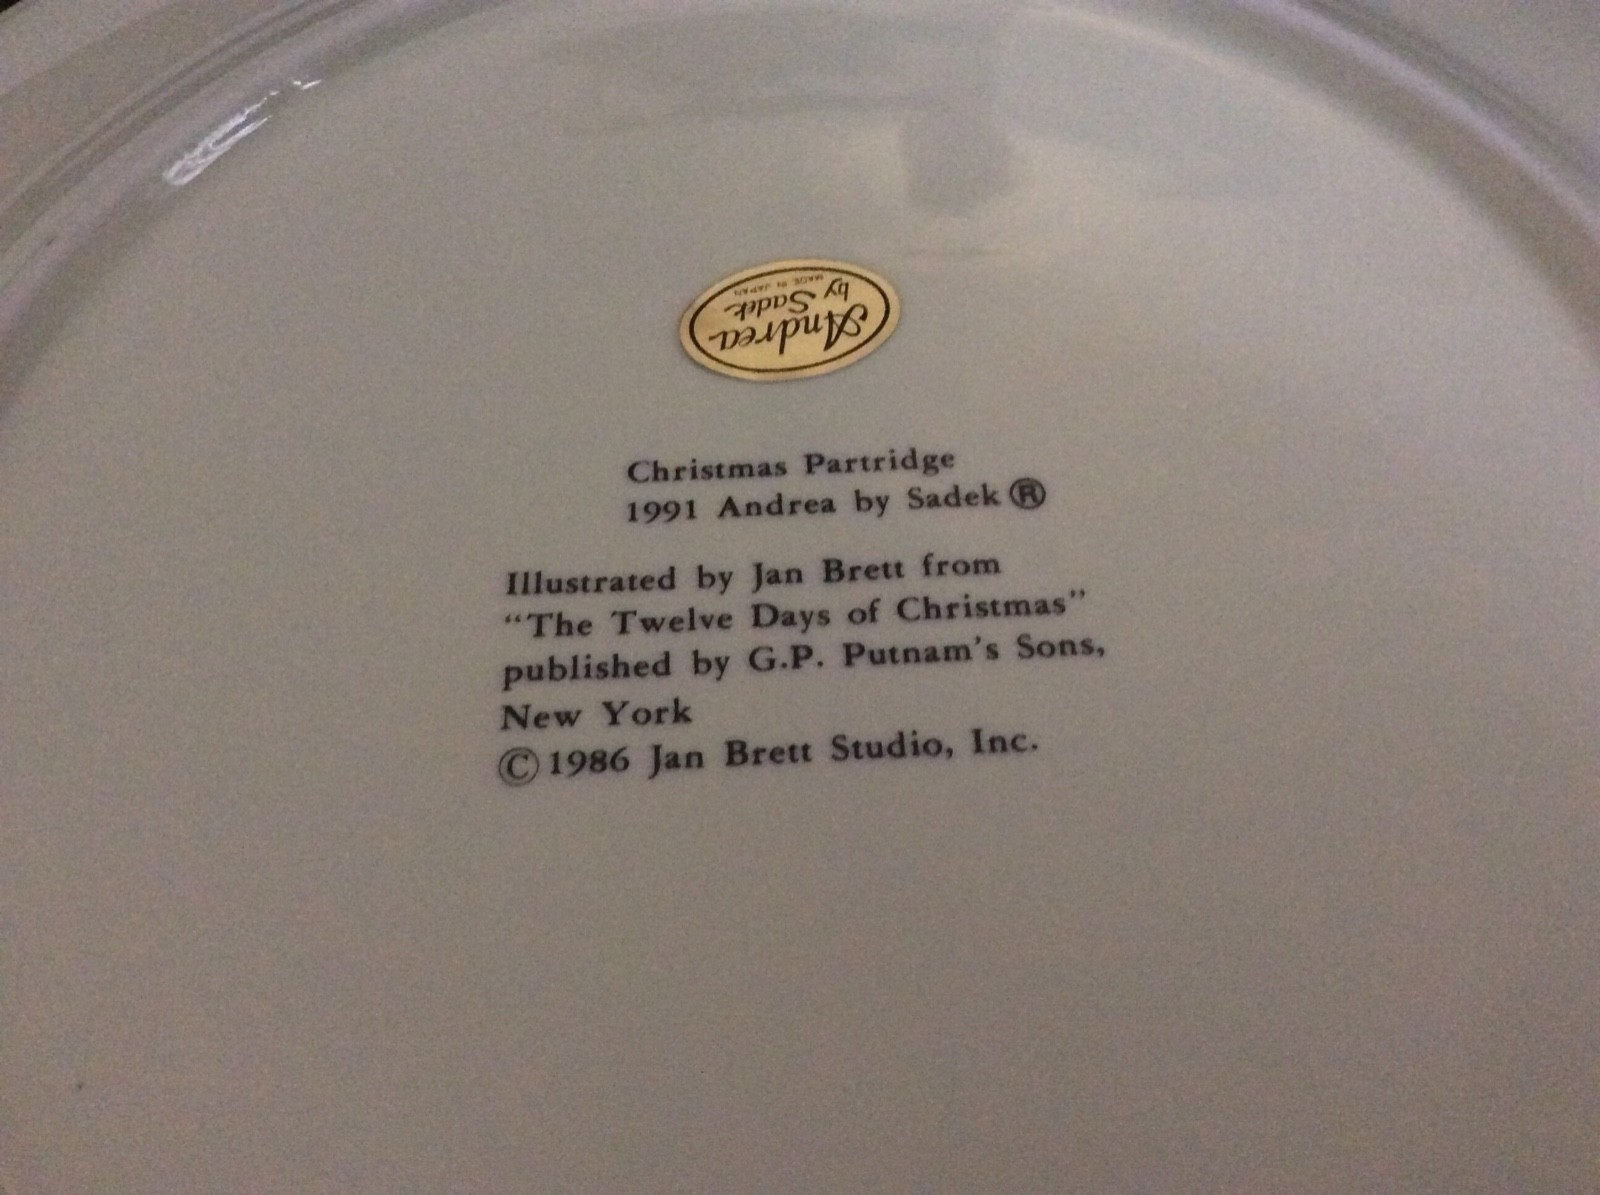 Andrea
by Sadek
MADE IN JAPAN
Christmas Partridge
1991 Andrea by Sadek ®
Illustrated by Jan Brett from
“The Twelve Days of Christmas”
published by G.P. Putnam’s Sons,
New York
© 1986 Jan Brett Studio, Inc.